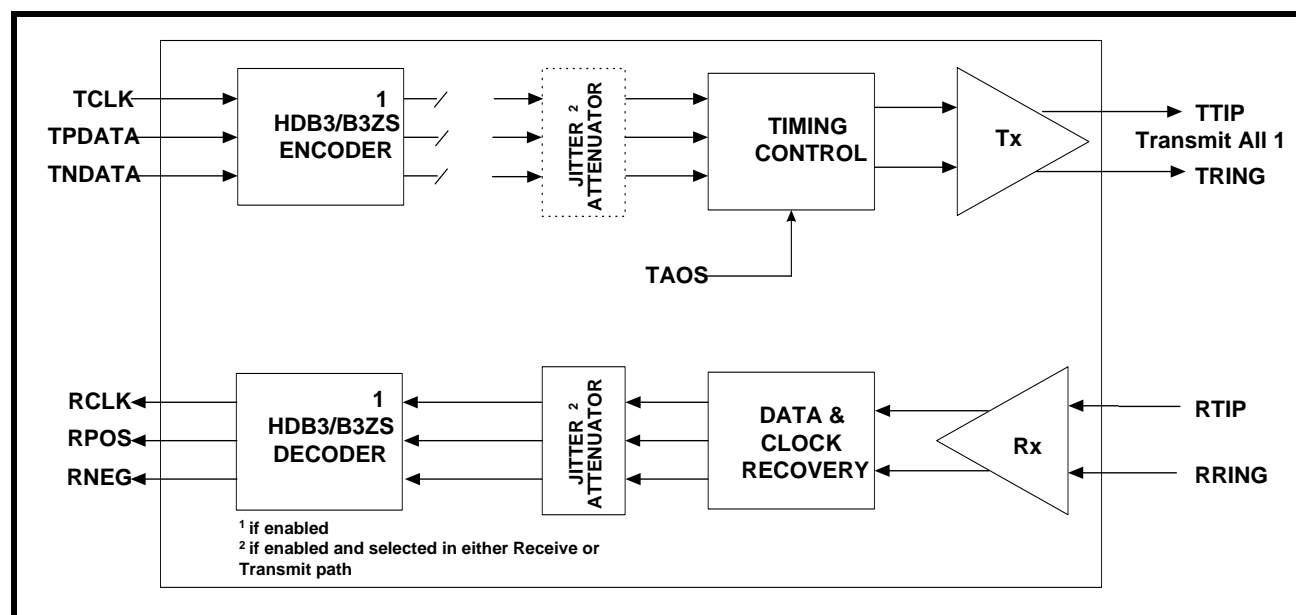 TCLK
TPDATA
TNDATA
1
HDB3/B3ZS
ENCODER
JITTER 2
ATTENUATOR
TIMING
CONTROL
Tx
TTIP
Transmit All 1
TRING
TAOS
RCLK
RPOS
RNEG
1
HDB3/B3ZS
DECODER
JITTER 2
ATTENUATOR
DATA &
CLOCK
RECOVERY
Rx
RTIP
RRING
1 if enabled
2 if enabled and selected in either Receive or
Transmit path